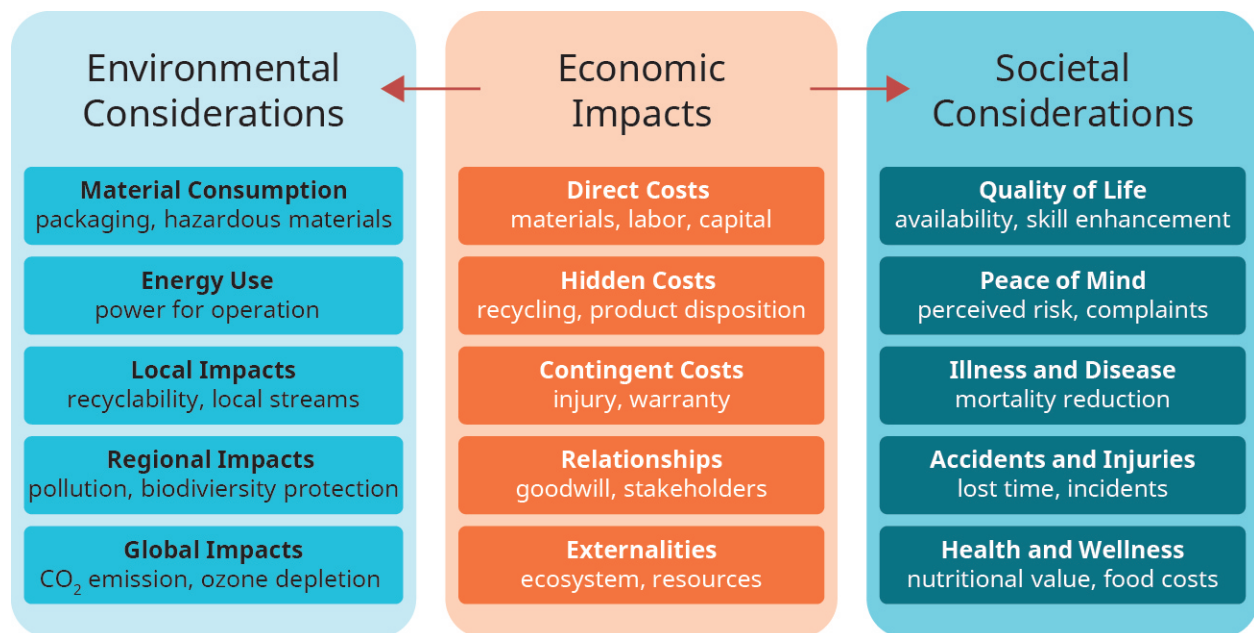 Environmental
Considerations
Material Consumption
packaging, hazardous materials
Energy Use
power for operation
Local Impacts
recyclability, local streams
Regional Impacts
pollution, biodiviersity protection
Global Impacts
CO₂ emission, ozone depletion
Economic
Impacts
Direct Costs
materials, labor, capital
Hidden Costs
recycling, product disposition
Contingent Costs
injury, warranty
Relationships
goodwill, stakeholders
Externalities
ecosystem, resources
Societal
Considerations
Quality of Life
availability, skill enhancement
Peace of Mind
perceived risk, complaints
Illness and Disease
mortality reduction
Accidents and Injuries
lost time, incidents
Health and Wellness
nutritional value, food costs